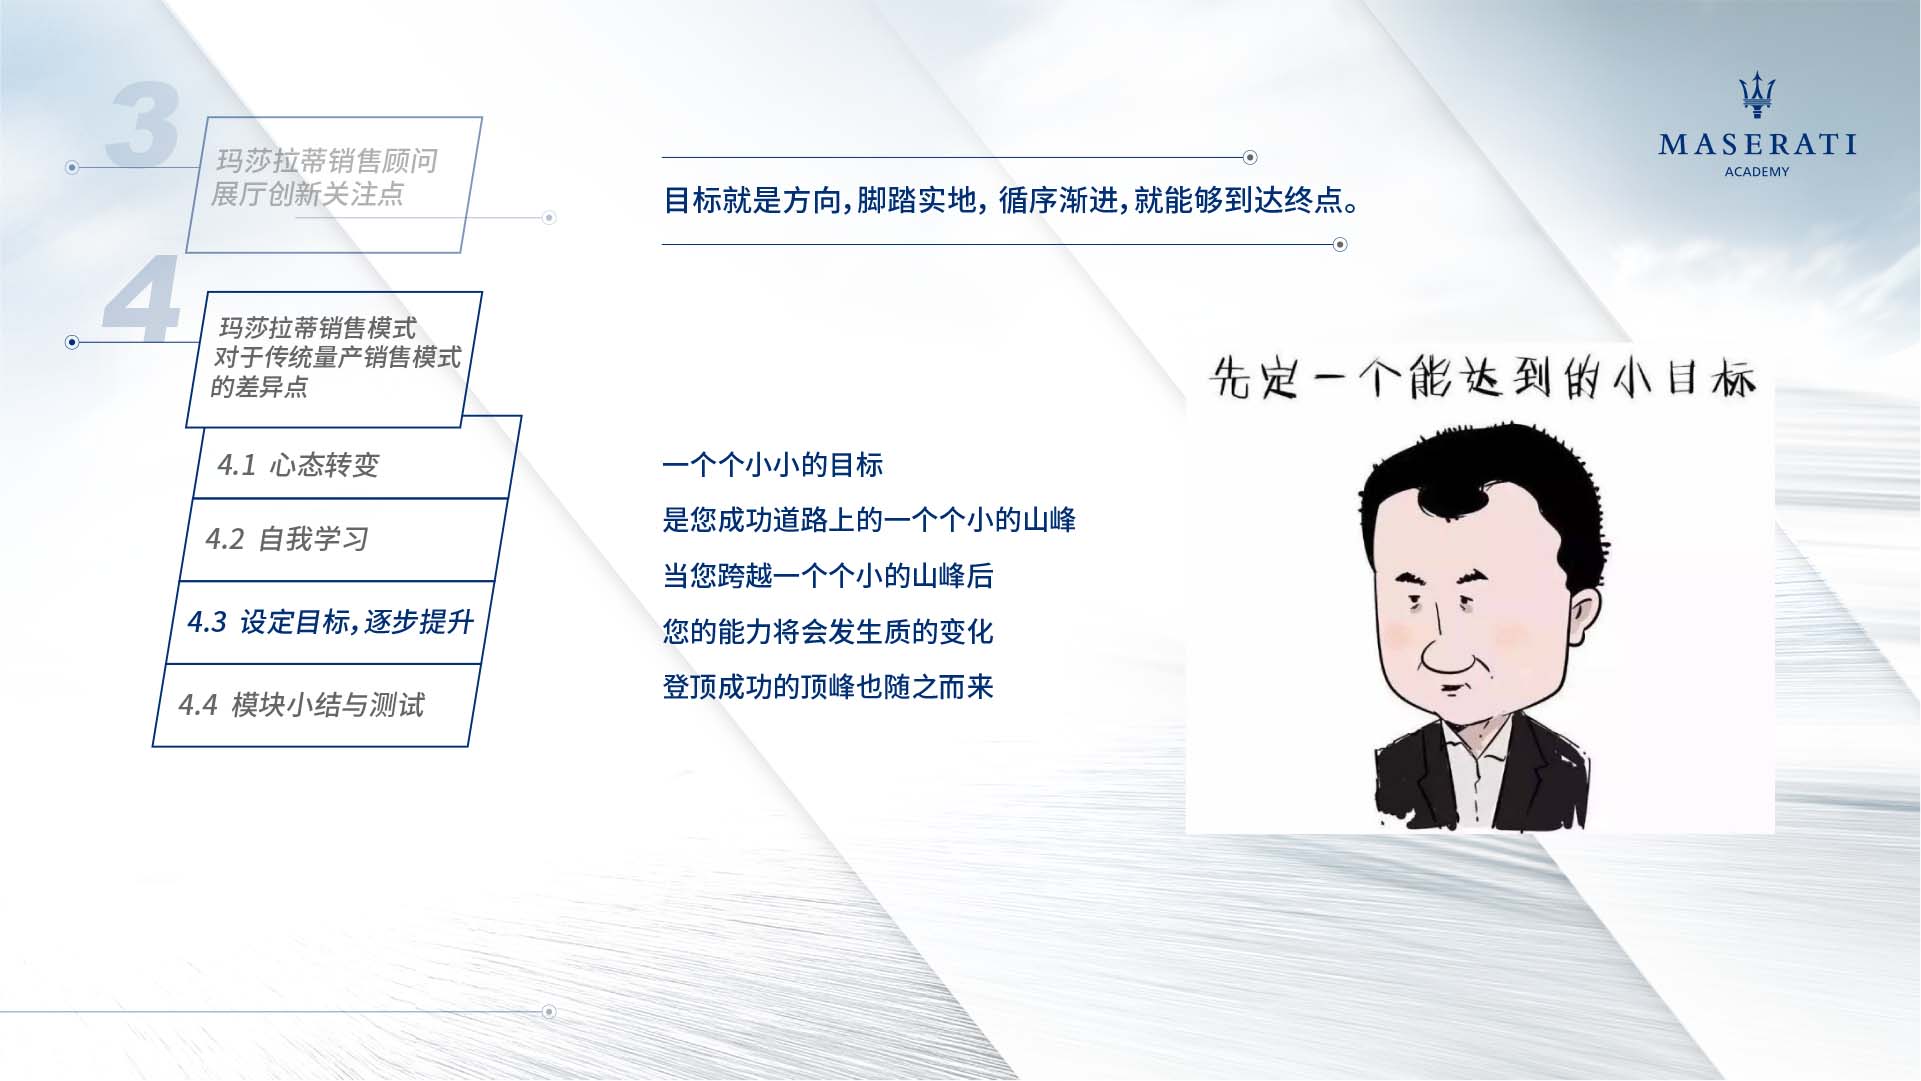 3
玛莎拉蒂销售顾问
展厅创新关注点
4
玛莎拉蒂销售模式
对于传统量产销售模式
的差异点
4.1 心态转变
4.2 自我学习
4.3 设定目标，逐步提升
4.4 模块小结与测试
目标就是方向，脚踏实地，循序渐进，就能够到达终点。
一个个小小的目标
是您成功道路上的一个个小的山峰
当您跨越一个个小的山峰后
您的能力将会发生质的变化
登顶成功的顶峰也随之而来
MASERATI
ACADEMY
先定一个能达到的小目标